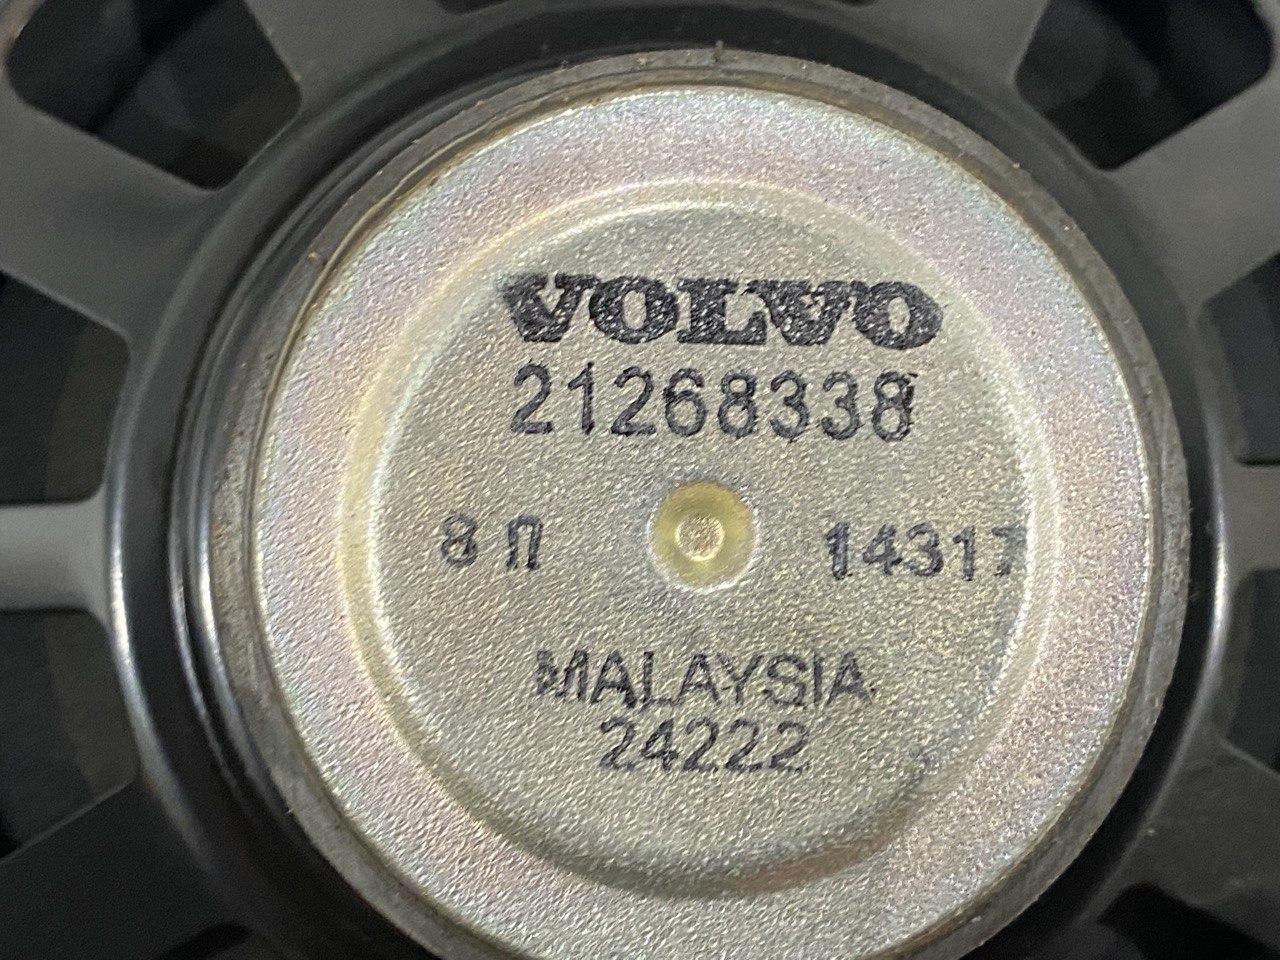 VOLVO
21268338
8 Π 14317
MALAYSIA
24222